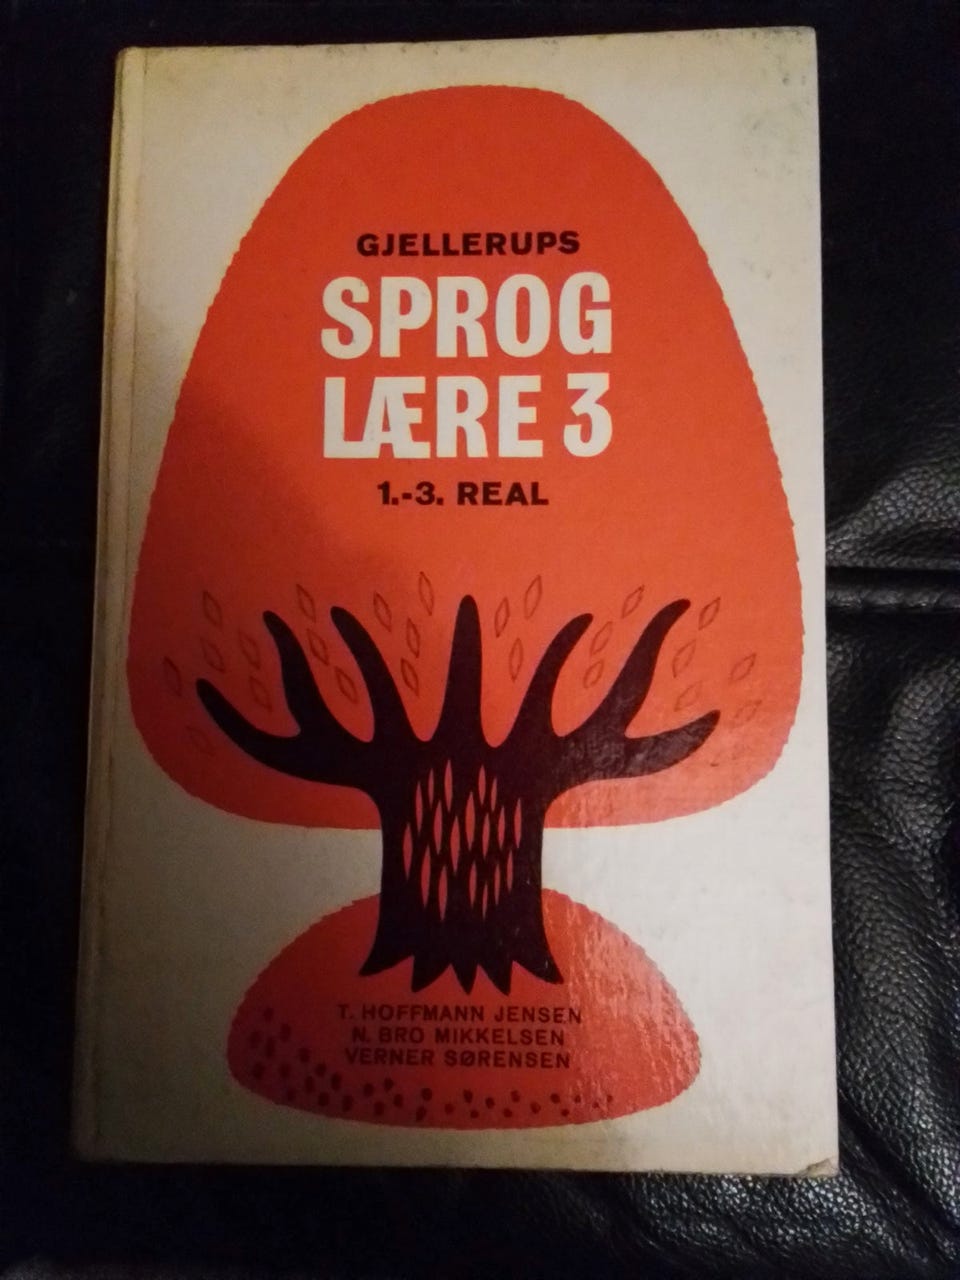 GJELLERUPS
SPROG
LÆRE 3
1.-3. REAL
T. HOFFMANN JENSEN
N. BRO MIKKELSEN
VERNER SØRENSEN